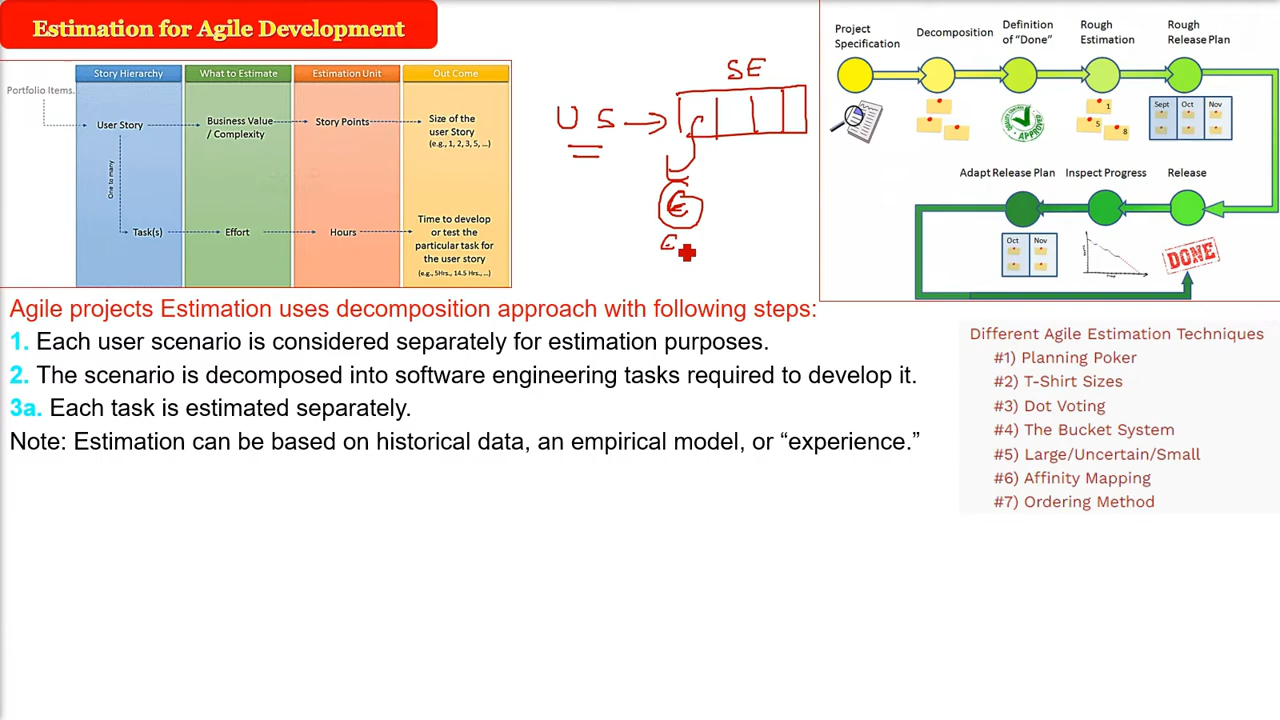 Estimation for Agile Development
Story Hierarchy
What to Estimate
Estimation Unit
Out Come
Portfolio Items.
User Story
Business Value
/ Complexity
Story Points
Size of the
user Story
(e.g., 1, 2, 3, 5, ...)
One to many
Task(s)
Effort
Hours
Time to develop
or test the
particular task for
the user story
(e.g., 5Hrs., 14.5 Hrs., ...)
US
SE
E
E
Project
Specification
Decomposition
Definition
of "Done"
Rough
Estimation
Rough
Release Plan
APPROVED
1
5
8
Sept Oct Nov
Adapt Release Plan
Inspect Progress
Release
Oct Nov
DONE
Agile projects Estimation uses decomposition approach with following steps:
1. Each user scenario is considered separately for estimation purposes.
2. The scenario is decomposed into software engineering tasks required to develop it.
3a. Each task is estimated separately.
Note: Estimation can be based on historical data, an empirical model, or “experience.”
Different Agile Estimation Techniques
#1) Planning Poker
#2) T-Shirt Sizes
#3) Dot Voting
#4) The Bucket System
#5) Large/Uncertain/Small
#6) Affinity Mapping
#7) Ordering Method